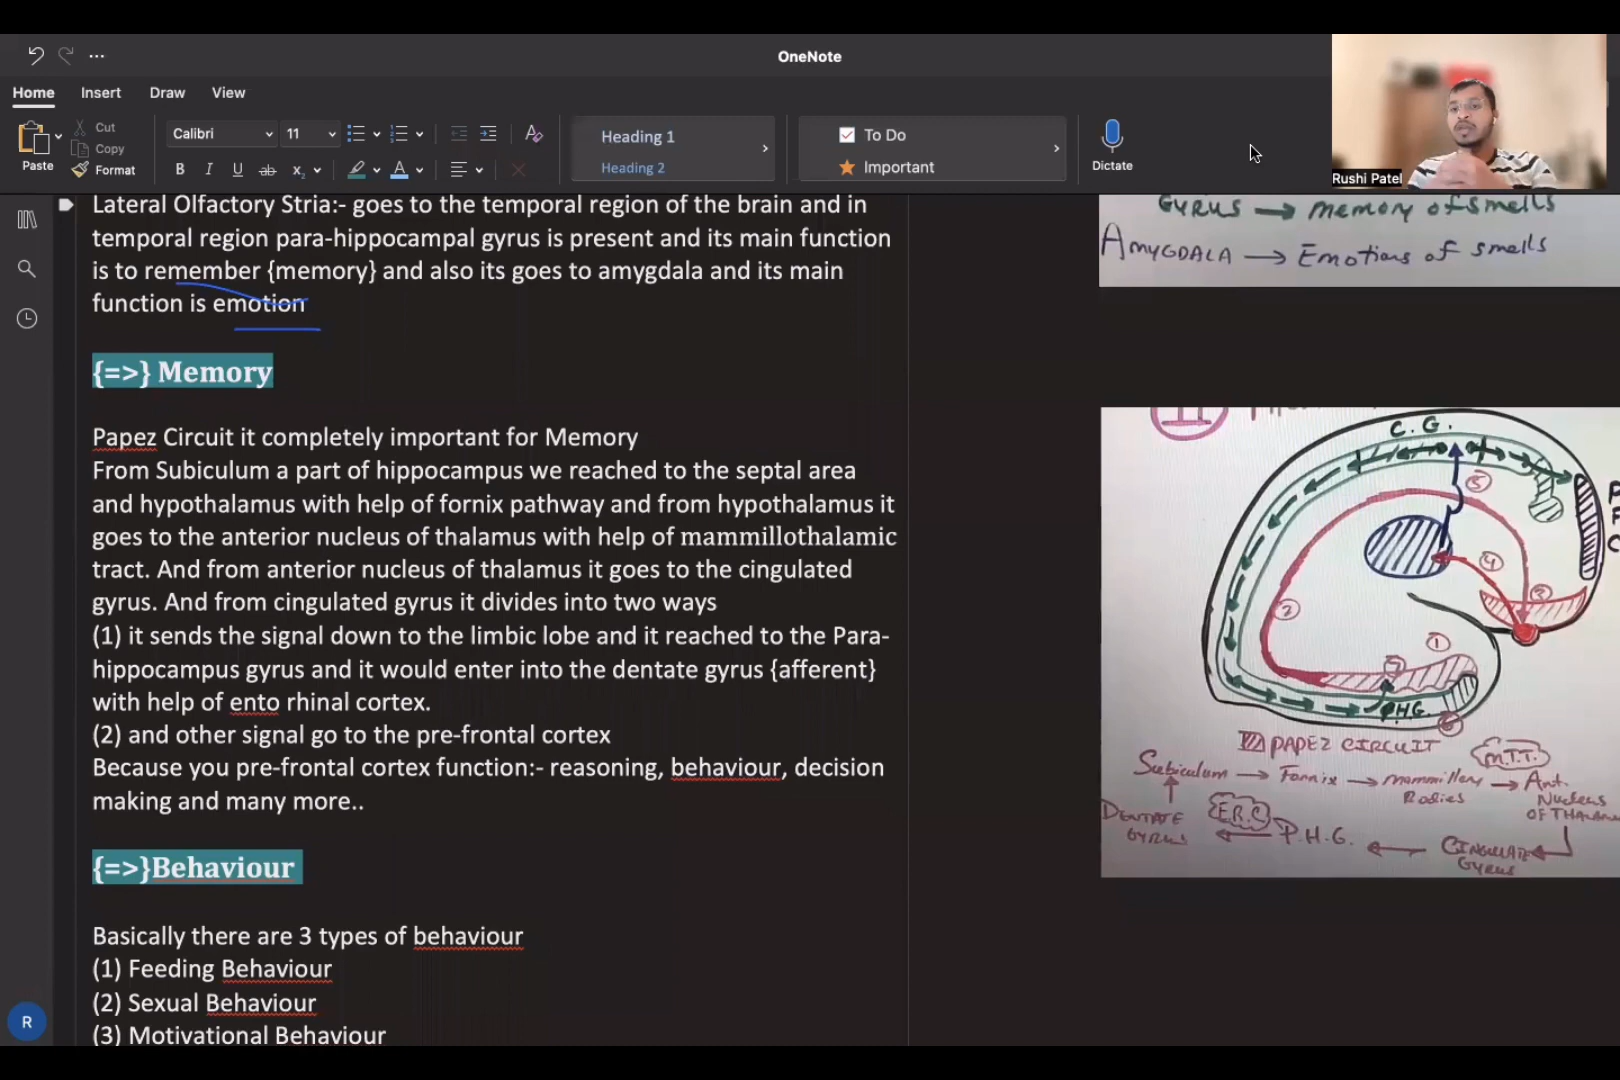 OneNote
Home Insert Draw View
Paste
Cut
Copy
Format
Calibri 11
B I U ab x₂ A
Heading 1
Heading 2
To Do
Important
Dictate
Rushi Patel
Lateral Olfactory Stria:- goes to the temporal region of the brain and in
temporal region para-hippocampal gyrus is present and its main function
is to remember {memory} and also its goes to amygdala and its main
function is emotion
{=>} Memory
Papez Circuit it completely important for Memory
From Subiculum a part of hippocampus we reached to the septal area
and hypothalamus with help of fornix pathway and from hypothalamus it
goes to the anterior nucleus of thalamus with help of mammillothalamic
tract. And from anterior nucleus of thalamus it goes to the cingulated
gyrus. And from cingulated gyrus it divides into two ways
(1) it sends the signal down to the limbic lobe and it reached to the Para-
hippocampus gyrus and it would enter into the dentate gyrus {afferent}
with help of ento rhinal cortex.
(2) and other signal go to the pre-frontal cortex
Because you pre-frontal cortex function:- reasoning, behaviour, decision
making and many more..
{=>}Behaviour
Basically there are 3 types of behaviour
(1) Feeding Behaviour
(2) Sexual Behaviour
(3) Motivational Behaviour
R
GYRUS → memory of smells
AMYGDALA → Emotions of smells
C.G.
P
F
C
5
4
3
2
1
7
P.H.G.
6
PAPEZ CIRCUIT
M.T.T.
Subiculum → Fornix → mammillary Bodies → Ant. Nucleus OF THALAMU
DENTATE GYRUS ← E.R.C P.H.G. ← CINGULATE GYRUS